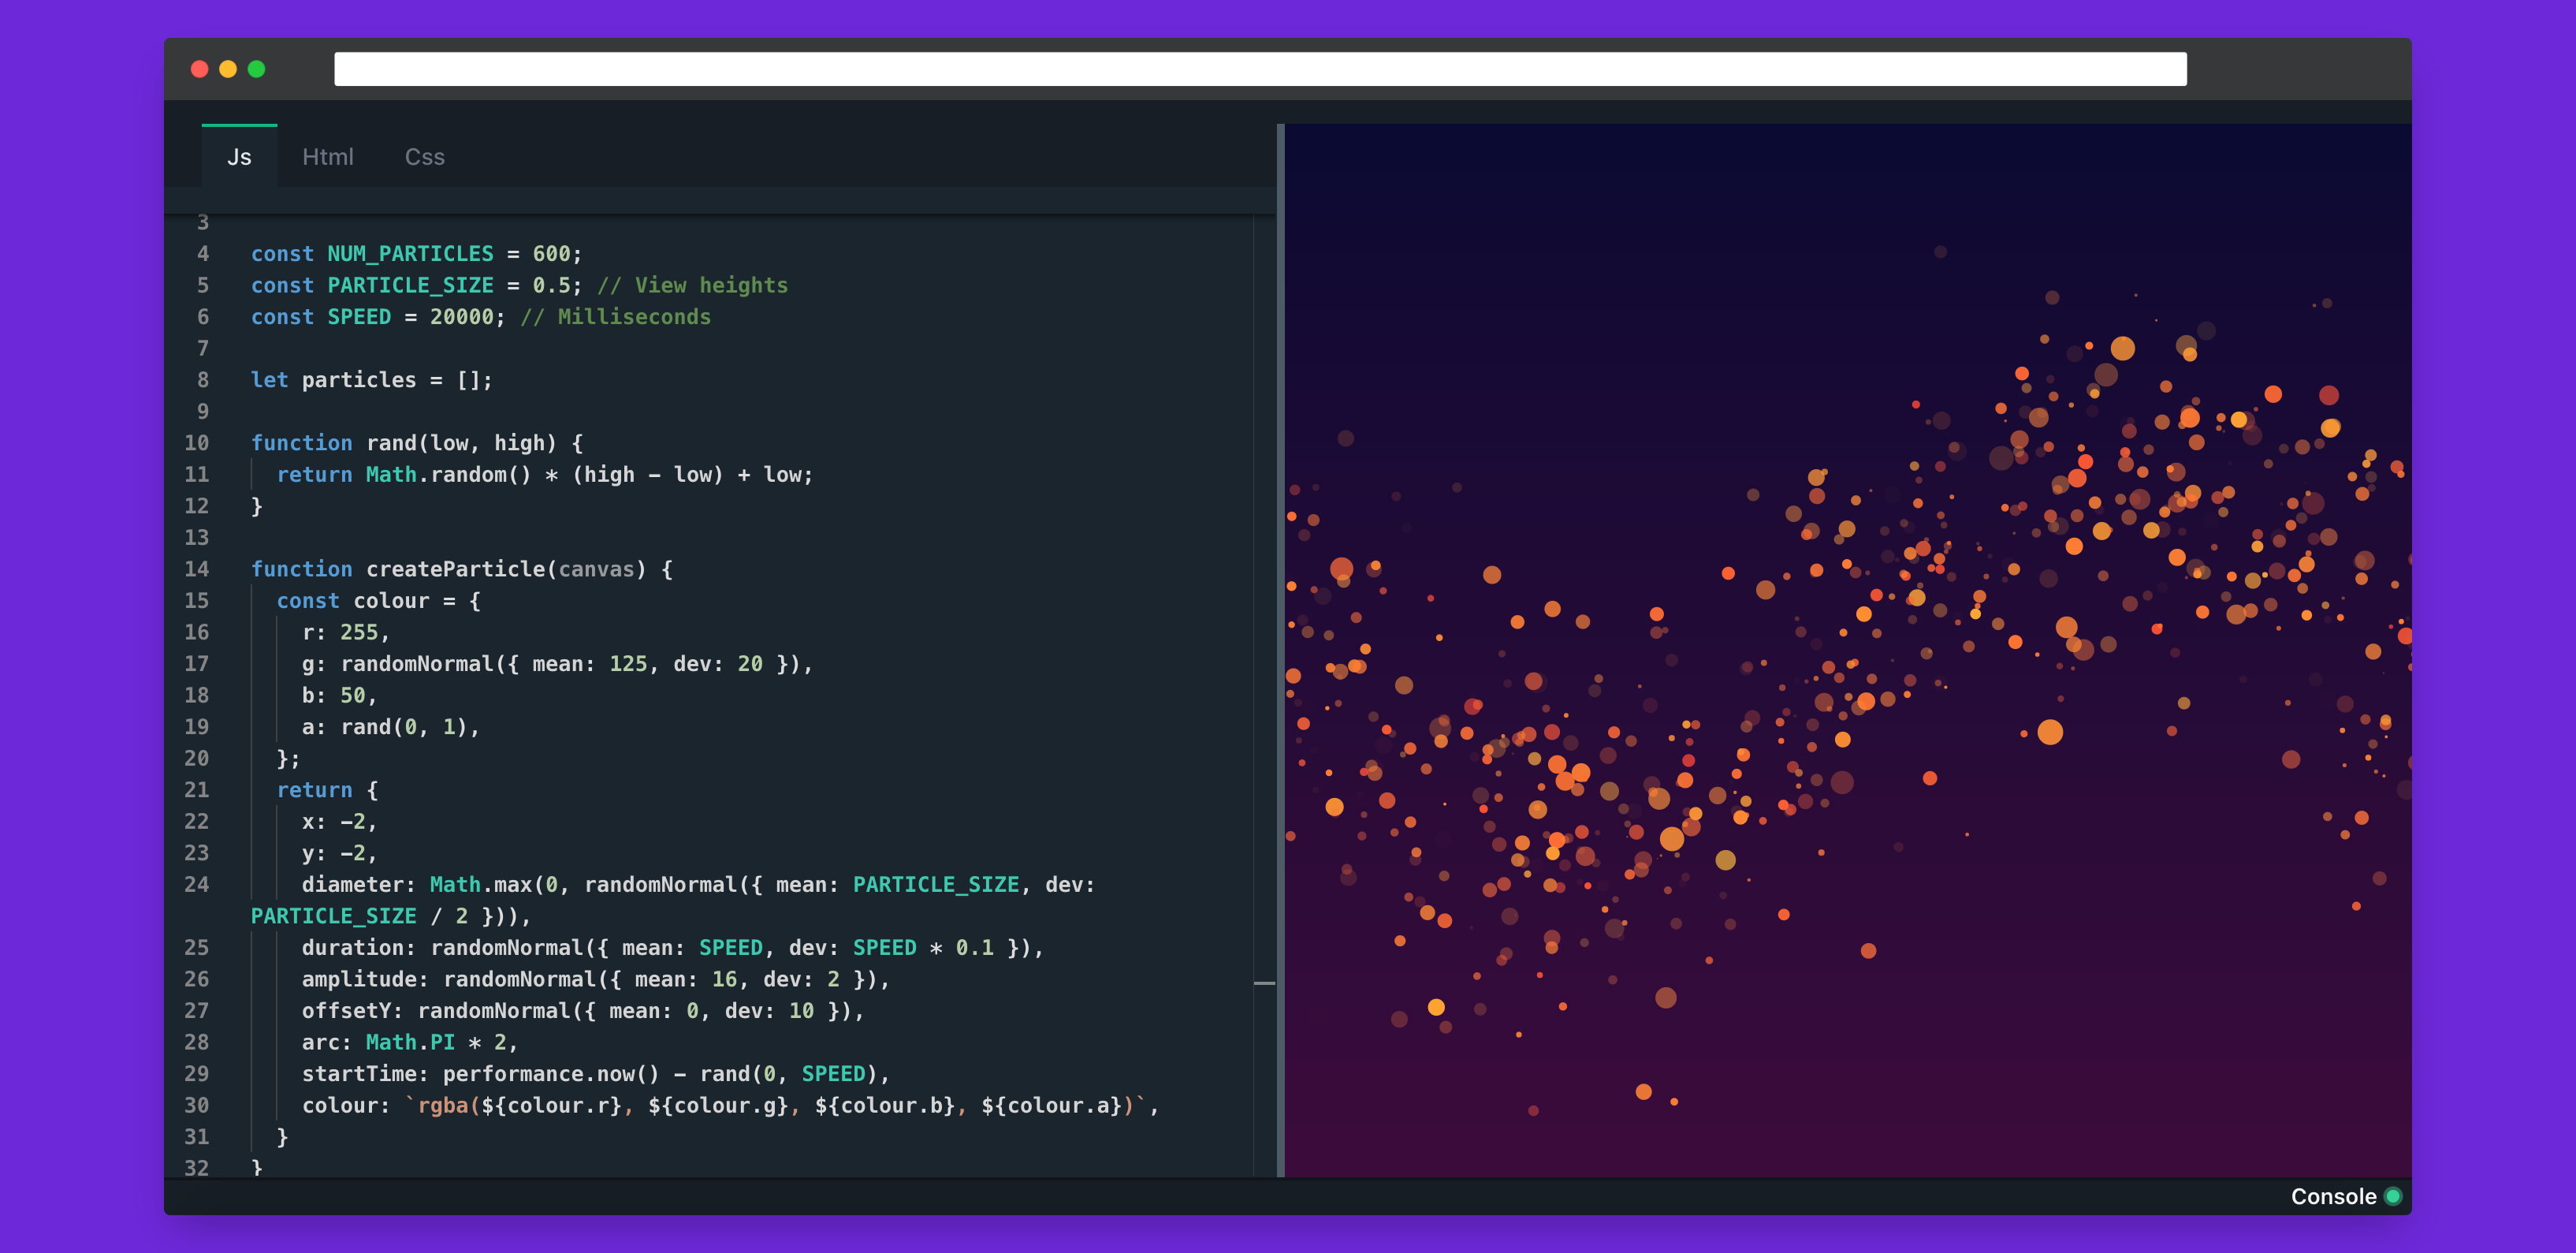 Js Html Css
3
4 const NUM_PARTICLES = 600;
5 const PARTICLE_SIZE = 0.5; // View heights
6 const SPEED = 20000; // Milliseconds
7
8 let particles = [];
9
10 function rand(low, high) {
11 return Math.random() * (high - low) + low;
12 }
13
14 function createParticle(canvas) {
15 const colour = {
16 r: 255,
17 g: randomNormal({ mean: 125, dev: 20 }),
18 b: 50,
19 a: rand(0, 1),
20 };
21 return {
22 x: -2,
23 y: -2,
24 diameter: Math.max(0, randomNormal({ mean: PARTICLE_SIZE, dev:
PARTICLE_SIZE / 2 })),
25 duration: randomNormal({ mean: SPEED, dev: SPEED * 0.1 }),
26 amplitude: randomNormal({ mean: 16, dev: 2 }),
27 offsetY: randomNormal({ mean: 0, dev: 10 }),
28 arc: Math.PI * 2,
29 startTime: performance.now() - rand(0, SPEED),
30 colour: `rgba(${colour.r}, ${colour.g}, ${colour.b}, ${colour.a})`,
31 }
32 }
Console